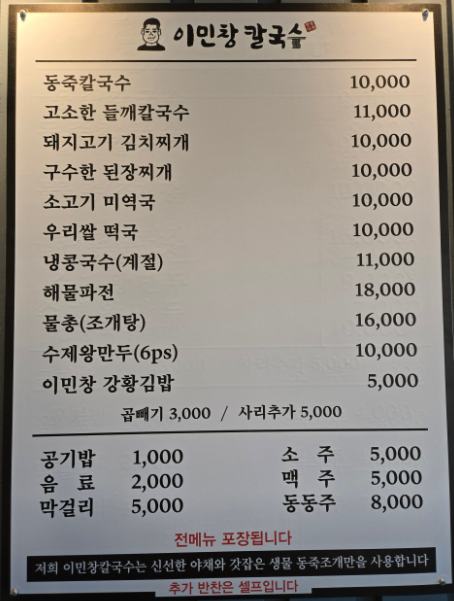 이민창 칼국수
동죽칼국수 10,000
고소한 들깨칼국수 11,000
돼지고기 김치찌개 10,000
구수한 된장찌개 10,000
소고기 미역국 10,000
우리쌀 떡국 10,000
냉콩국수(계절) 11,000
해물파전 18,000
물총(조개탕) 16,000
수제왕만두(6ps) 10,000
이민창 강황김밥 5,000
곱빼기 3,000 / 사리추가 5,000
공기밥 1,000 소 주 5,000
음 료 2,000 맥 주 5,000
막걸리 5,000 동동주 8,000
전메뉴 포장됩니다
저희 이민창칼국수는 신선한 야채와 갓잡은 생물 동죽조개만을 사용합니다
추가 반찬은 셀프입니다